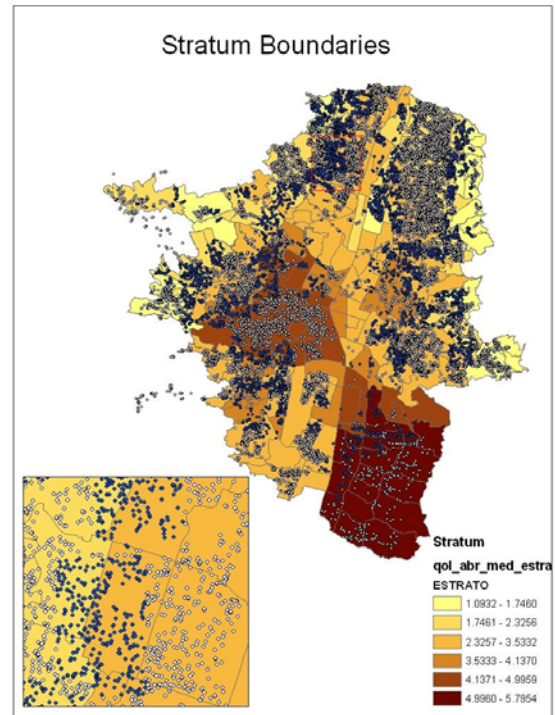 Stratum Boundaries
Stratum
qol_abr_med_estra
ESTRATO
1.0932 - 1.7460
1.7461 - 2.3256
2.3257 - 3.5332
3.5333 - 4.1370
4.1371 - 4.9959
4.9960 - 5.7954